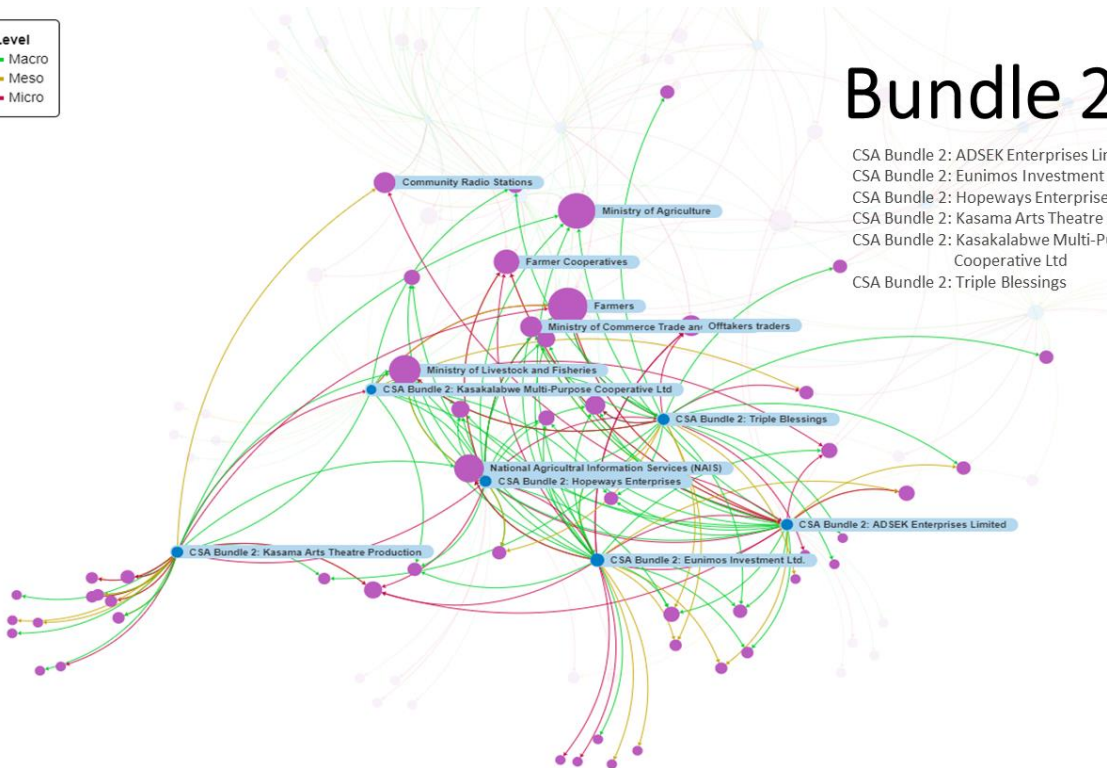 Level
Macro
Meso
Micro
Bundle 2
CSA Bundle 2: ADSEK Enterprises
CSA Bundle 2: Eunimos Investment
CSA Bundle 2: Hopeways Enterprise
CSA Bundle 2: Kasama Arts Theatre
CSA Bundle 2: Kasakalabwe
Cooperative Ltd
CSA Bundle 2: Triple Blessings
Community Radio Stations
Ministry of Agriculture
Farmer Cooperatives
Farmers
Ministry of Commerce Trade and
Offtakers traders
Ministry of Livestock and Fisheries
CSA Bundle 2: Kasakalabwe Multi-Purpose Cooperative Ltd
CSA Bundle 2: Triple Blessings
National Agricultral Information Services (NAIS)
CSA Bundle 2: Hopeways Enterprises
CSA Bundle 2: ADSEK Enterprises Limited
CSA Bundle 2: Kasama Arts Theatre Production
CSA Bundle 2: Eunimos Investment Ltd.